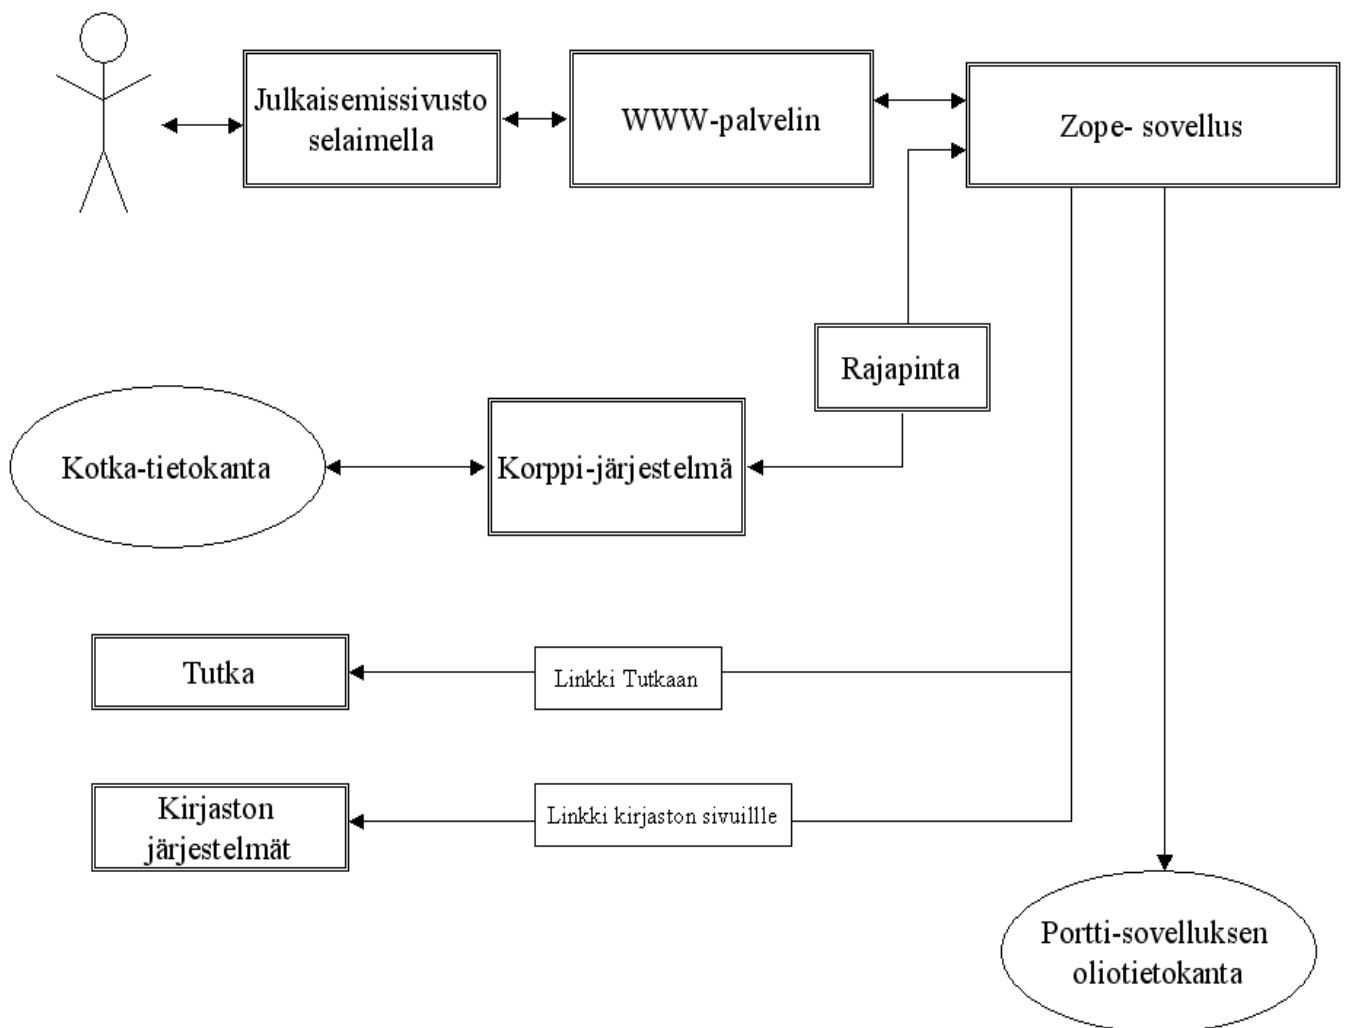 Julkaisemissivusto
selaimella
WWW-palvelin
Zope- sovellus
Rajapinta
Kotka-tietokanta
Korppi-järjestelmä
Tutka
Linkki Tutkaan
Kirjaston
järjestelmät
Linkki kirjaston sivuillle
Portti-sovelluksen
oliotietokanta